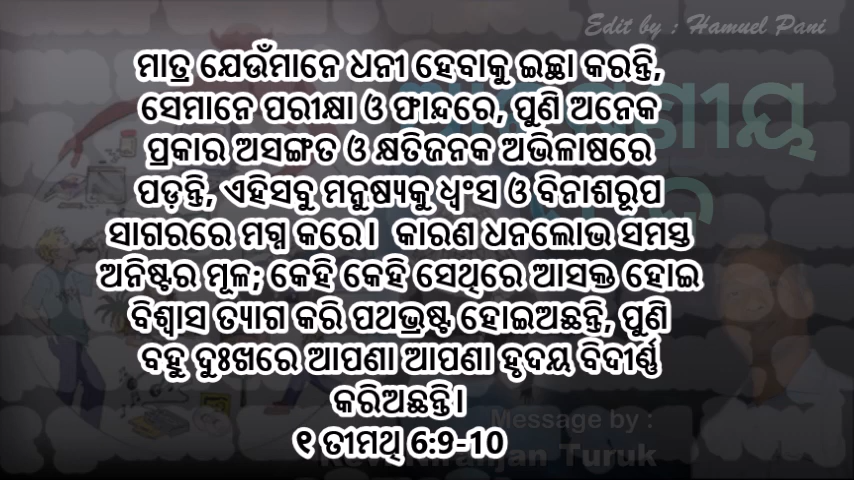 Edit by : Hamuel Pani
ମାତ୍ର ଯେଉଁମାନେ ଧନୀ ହେବାକୁ ଇଚ୍ଛା କରନ୍ତି,
ସେମାନେ ପରୀକ୍ଷା ଓ ଫାନ୍ଦରେ, ପୁଣି ଅନେକ
ପ୍ରକାର ଅସଙ୍ଗତ ଓ କ୍ଷତିଜନକ ଅଭିଳାଷରେ
ପଡ଼ନ୍ତି, ଏହିସବୁ ମନୁଷ୍ୟକୁ ଧ୍ୱଂସ ଓ ବିନାଶରୂପ
ସାଗରରେ ମଗ୍ନ କରେ। କାରଣ ଧନଲୋଭ ସମସ୍ତ
ଅନିଷ୍ଟର ମୂଳ; କେହି କେହି ସେଥିରେ ଆସକ୍ତ ହୋଇ
ବିଶ୍ୱାସ ତ୍ୟାଗ କରି ପଥଭ୍ରଷ୍ଟ ହୋଇଅଛନ୍ତି, ପୁଣି
ବହୁ ଦୁଃଖରେ ଆପଣା ଆପଣା ହୃଦୟ ବିଦୀର୍ଣ୍ଣ
କରିଅଛନ୍ତି।
Message by :
୧ ତୀମଥି 6:9-10
Turuk